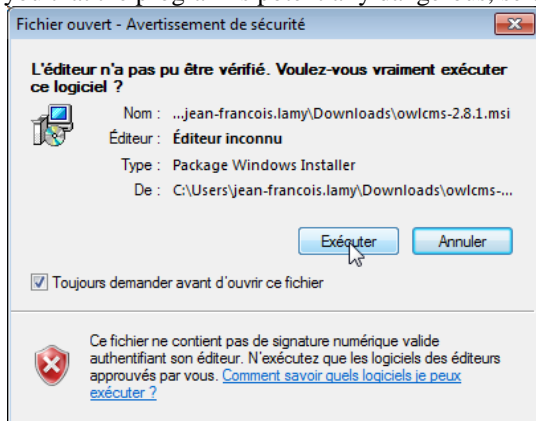 Fichier ouvert - Avertissement de sécurité
L'éditeur n'a pas pu être vérifié. Voulez-vous vraiment exécuter
ce logiciel ?
Nom : ...jean-francois.lamy\Downloads\owlcms-2.8.1.msi
Éditeur : Éditeur inconnu
Type : Package Windows Installer
De : C:\Users\jean-francois.lamy\Downloads\owlcms-...
Exécuter Annuler
Toujours demander avant d'ouvrir ce fichier
Ce fichier ne contient pas de signature numérique valide
authentifiant son éditeur. N'exécutez que les logiciels des éditeurs
approuvés par vous. Comment savoir quels logiciels je peux
exécuter ?